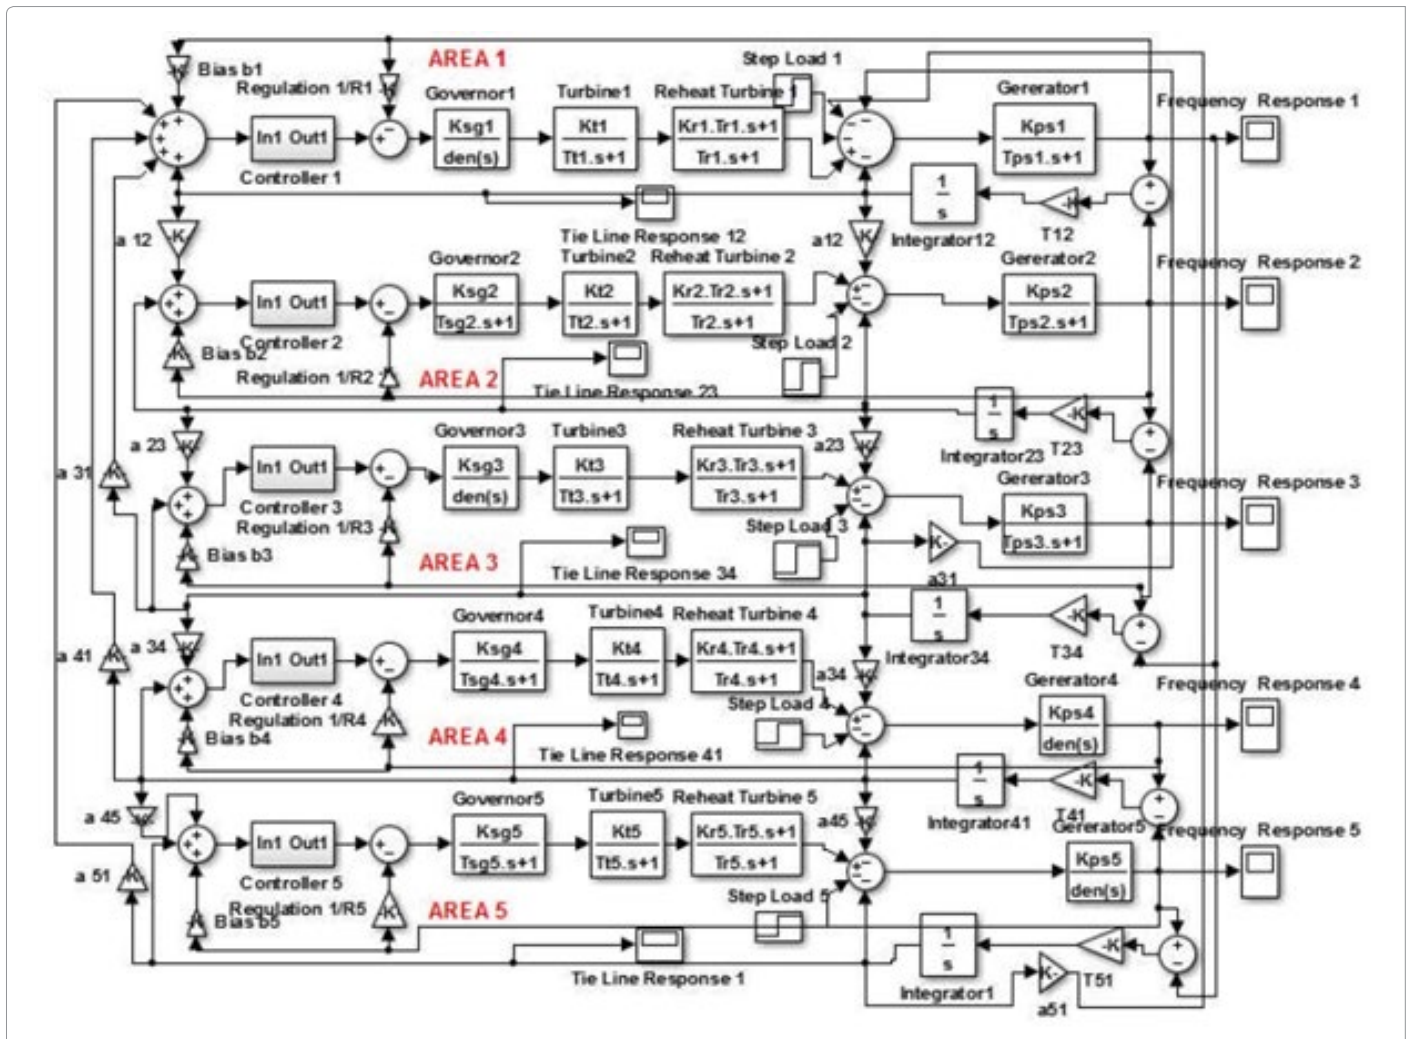 AREA 1
Step Load 1
Bias b1
Regulation 1/R1
Governor1
Turbine1
Reheat Turbine 1
Gererator1
Frequency Response 1
In1 Out1
Ksg1
den(s)
Kt1
Tt1.s+1
Kr1.Tr1.s+1
Tr1.s+1
Kps1
Tps1.s+1
Controller 1
1
s
-K
T12
Integrator12
a 12
Tie Line Response 12
a12
Governor2
Turbine2
Reheat Turbine 2
Gererator2
Frequency Response 2
In1 Out1
Ksg2
Tsg2.s+1
Kt2
Tt2.s+1
Kr2.Tr2.s+1
Tr2.s+1
Kps2
Tps2.s+1
Controller 2
Bias b2
Step Load 2
Regulation 1/R2
AREA 2
Tie Line Response 23
1
s
-K
a 23
Governor3
Turbine3
Reheat Turbine 3
a23
Integrator23
T23
a 31
In1 Out1
Ksg3
den(s)
Kt3
Tt3.s+1
Kr3.Tr3.s+1
Tr3.s+1
Gererator3
Frequency Response 3
Kps3
Tps3.s+1
Controller 3
Regulation 1/R3
Step Load 3
Bias b3
AREA 3
Tie Line Response 34
K-
a31
1
s
-K
T34
Integrator34
Governor4
Turbine4
Reheat Turbine 4
a 41
a 34
In1 Out1
Ksg4
Tsg4.s+1
Kt4
Tt4.s+1
Kr4.Tr4.s+1
Tr4.s+1
a34
Gererator4
Frequency Response 4
Kps4
den(s)
Controller 4
Regulation 1/R4
Step Load 4
Bias b4
AREA 4
Tie Line Response 41
1
s
-K
T41
Integrator41
a 45
Governor5
Turbine5
Reheat Turbine 5
a45
Gererator5
Frequency Response 5
In1 Out1
Ksg5
Tsg5.s+1
Kt5
Tt5.s+1
Kr5.Tr5.s+1
Tr5.s+1
Kps5
den(s)
a 51
Controller 5
Step Load 5
Regulation 1/R5
Bias b5
AREA 5
1
s
-K
T51
Tie Line Response 1
Integrator1
K-
a51